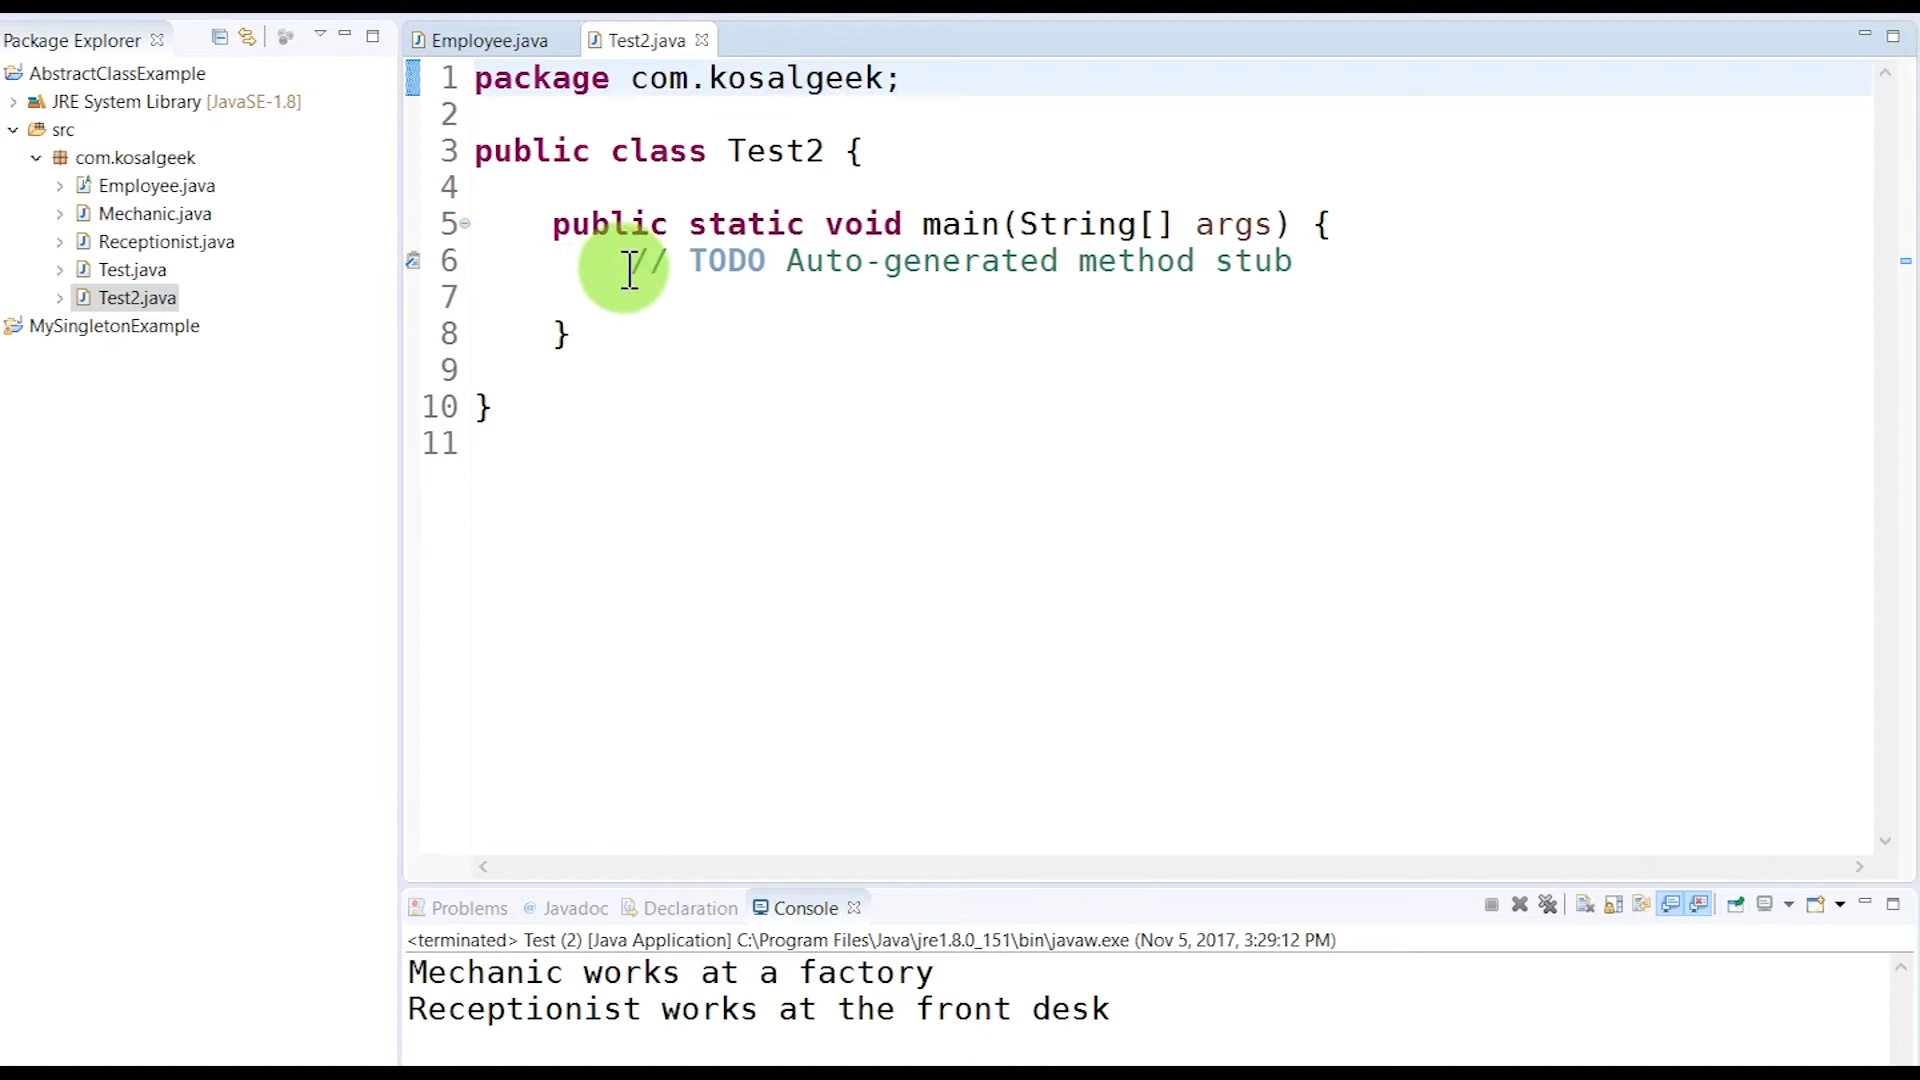 Package Explorer
AbstractClassExample
JRE System Library [JavaSE-1.8]
src
com.kosalgeek
Employee.java
Mechanic.java
Receptionist.java
Test.java
Test2.java
MySingletonExample
Employee.java Test2.java
1 package com.kosalgeek;
2
3 public class Test2 {
4
5 public static void main(String[] args) {
6 // TODO Auto-generated method stub
7
8 }
9
10 }
11
Problems @ Javadoc Declaration Console
<terminated> Test (2) [Java Application] C:\Program Files\Java\jre1.8.0_151\bin\javaw.exe (Nov 5, 2017, 3:29:12 PM)
Mechanic works at a factory
Receptionist works at the front desk